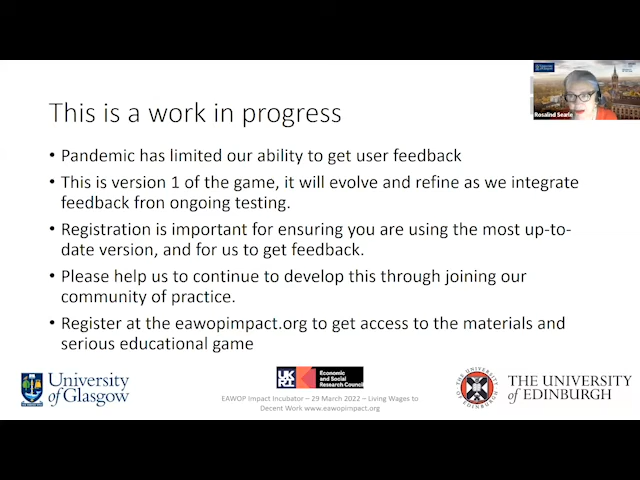 This is a work in progress
• Pandemic has limited our ability to get user feedback
• This is version 1 of the game, it will evolve and refine as we integrate
feedback fron ongoing testing.
• Registration is important for ensuring you are using the most up-to-
date version, and for us to get feedback.
• Please help us to continue to develop this through joining our
community of practice.
• Register at the eawopimpact.org to get access to the materials and
serious educational game
Rosalind Searle
University
of Glasgow
UK
RI
Economic
and Social
Research Council
EAWOP Impact Incubator – 29 March 2022 – Living Wages to
Decent Work www.eawopimpact.org
THE UNIVERSITY
of EDINBURGH